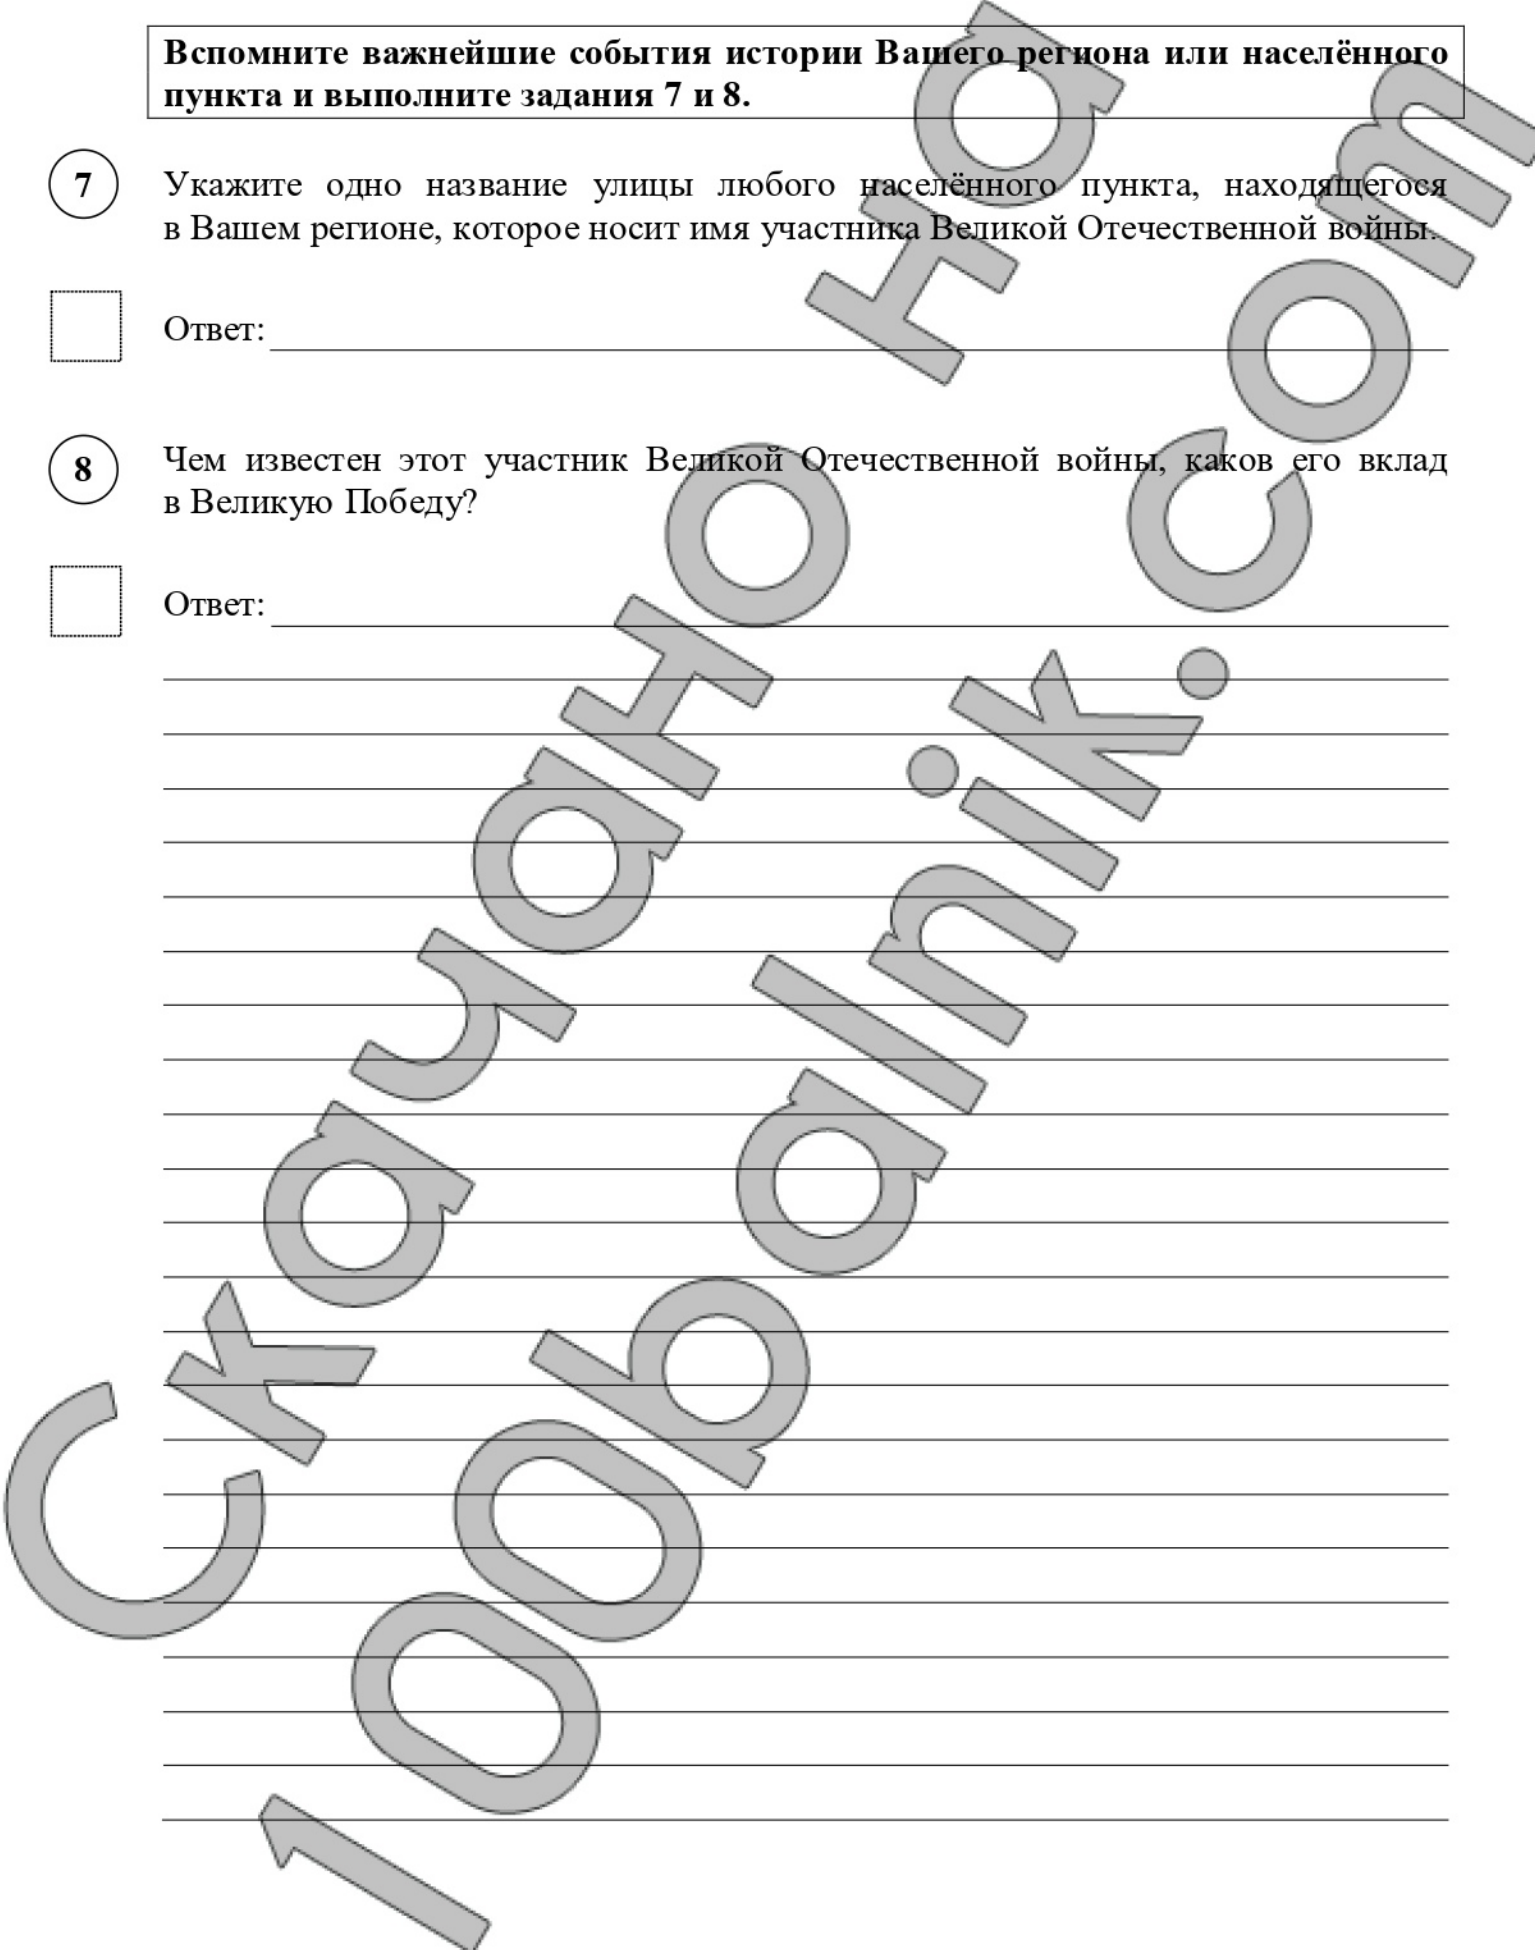 Вспомните важнейшие события истории Вашего региона или населённого
пункта и выполните задания 7 и 8.
7
Укажите одно название улицы любого населённого пункта, находящегося
в Вашем регионе, которое носит имя участника Великой Отечественной войны.
Ответ:
8
Чем известен этот участник Великой Отечественной войны, каков его вклад
в Великую Победу?
Ответ:
Скачано на
100balnik.com